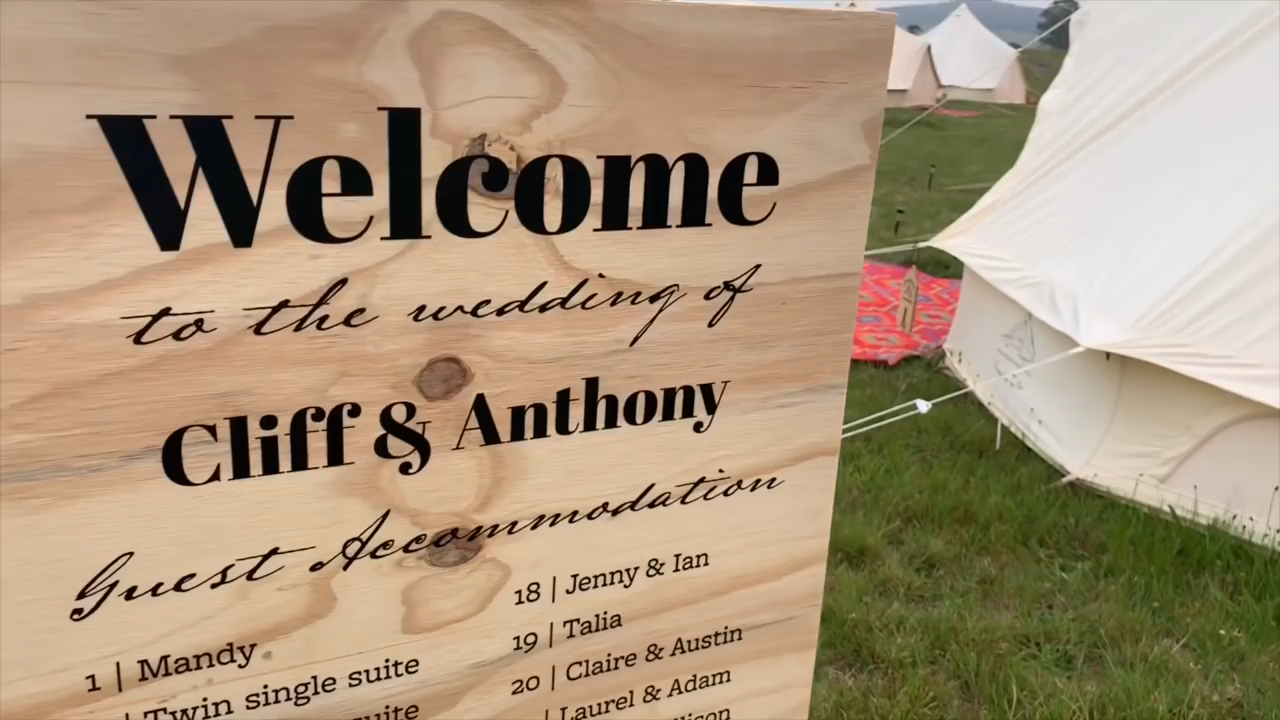 Welcome
to the wedding of
Cliff & Anthony
Guest Accommodation
1 | Mandy
| Twin single suite
suite
18 | Jenny & Ian
19 | Talia
20 | Claire & Austin
| Laurel & Adam